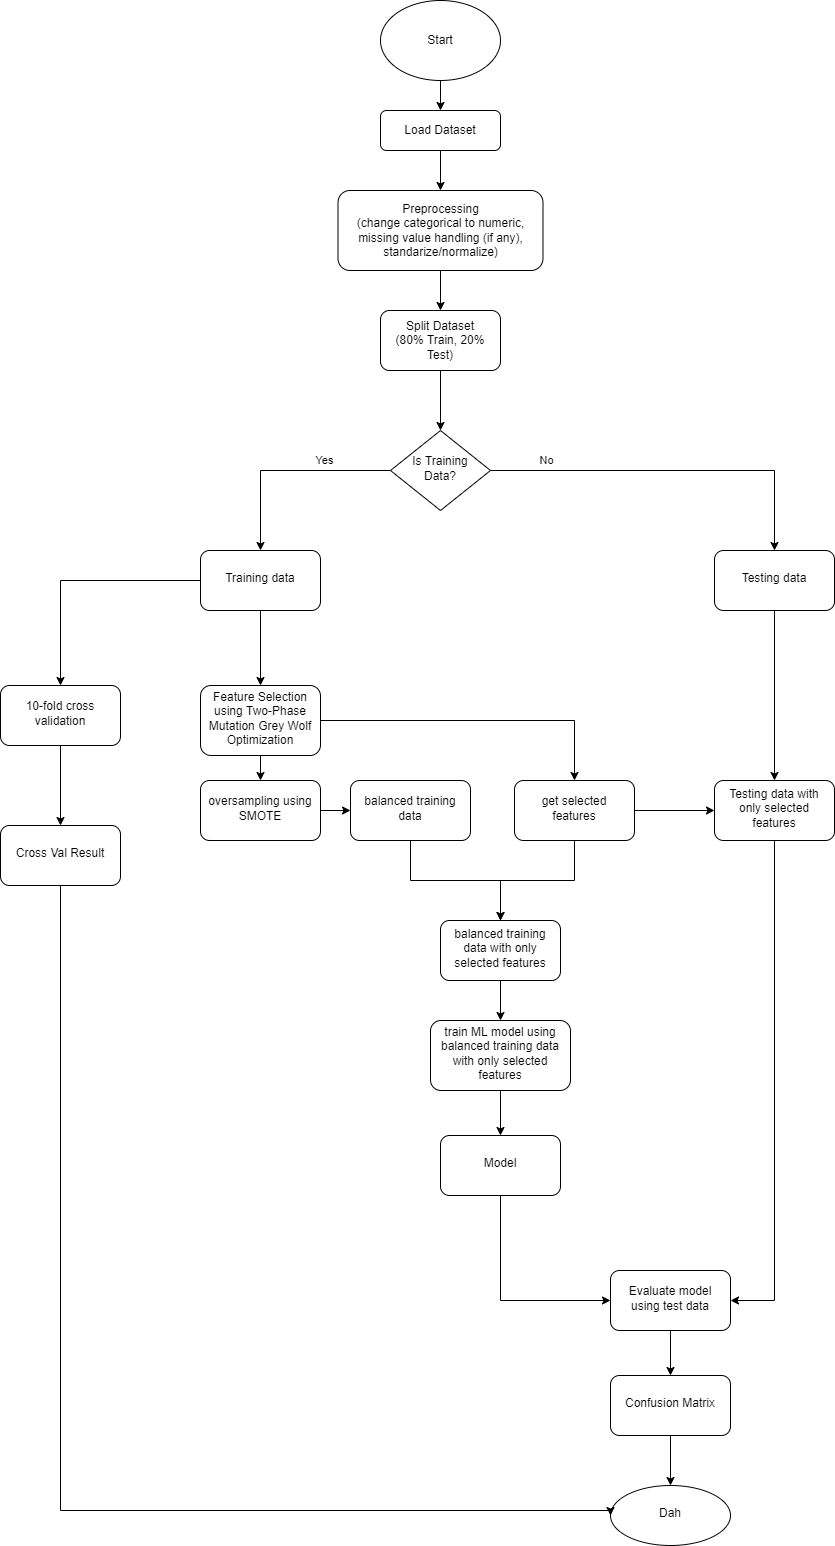 Start
Load Dataset
Preprocessing
(change categorical to numeric,
missing value handling (if any),
standarize/normalize)
Split Dataset
(80% Train, 20%
Test)
Is Training
Data?
Yes
No
Training data
Testing data
10-fold cross
validation
Feature Selection
using Two-Phase
Mutation Grey Wolf
Optimization
oversampling using
SMOTE
balanced training
data
get selected
features
Testing data with
only selected
features
Cross Val Result
balanced training
data with only
selected features
train ML model using
balanced training data
with only selected
features
Model
Evaluate model
using test data
Confusion Matrix
Dah